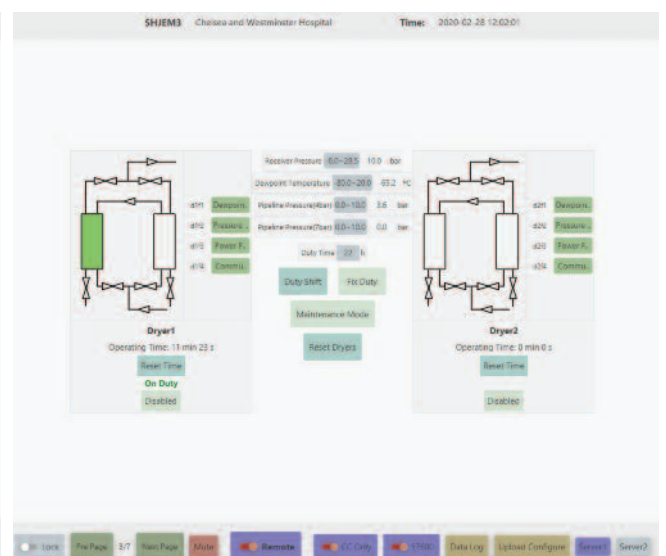 SHJEM3 Chelsea and Westminster Hospital Time: 2020-02-28 12:02:01
Receiver Pressure 0.0~20.5 10.0 bar
Dewpoint Temperature -80.0~20.0 -63.2 °C
Pipeline Pressure(4bar) 0.0~10.0 3.6 bar
Pipeline Pressure(7bar) 0.0~10.0 0.0 bar
Duty Time 22 h
Duty Shift Fix Duty
Maintenance Mode
Reset Dryers
d1f1 Dewpoin..
d1f2 Pressure ..
d1f3 Power F..
d1f4 Commu..
Dryer1
Operating Time: 11 min 23 s
Reset Time
On Duty
Disabled
d2f1 Dewpoin..
d2f2 Pressure ..
d2f3 Power F..
d2f4 Commu..
Dryer2
Operating Time: 0 min 0 s
Reset Time
Disabled
Lock Pre Page 3/7 Next Page Mute Remote CC Only Data Log Upload Configure Server1 Server2